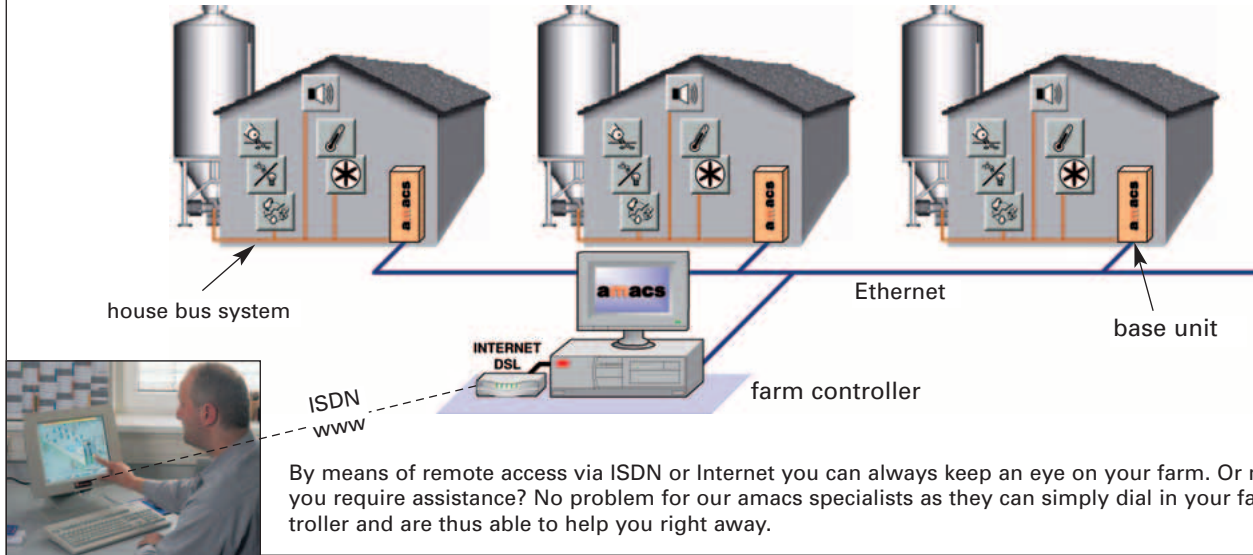 amacs
amacs
amacs
house bus system
amacs
Ethernet
base unit
INTERNET
DSL
farm controller
ISDN
www
By means of remote access via ISDN or Internet you can always keep an eye on your farm. Or
you require assistance? No problem for our amacs specialists as they can simply dial in your
troller and are thus able to help you right away.